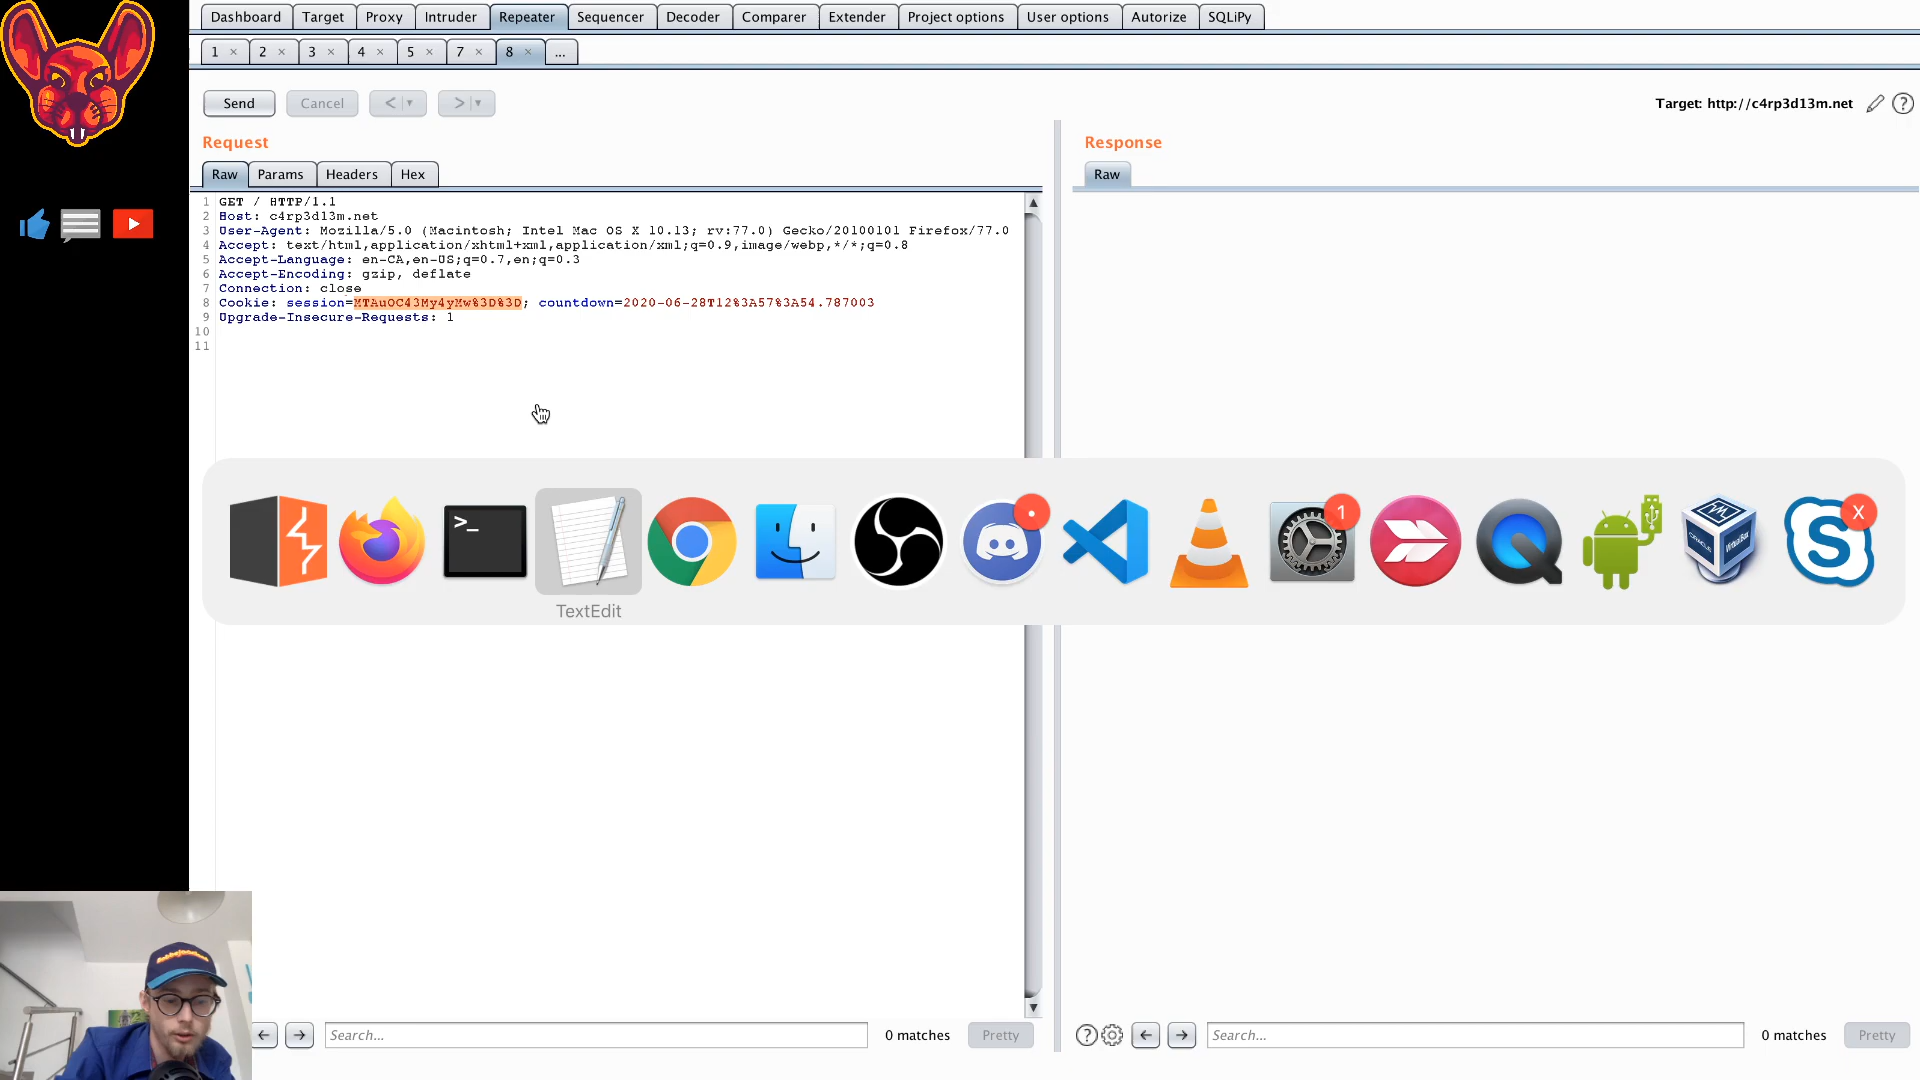 Dashboard Target Proxy Intruder Repeater Sequencer Decoder Comparer Extender Project options User options Autorize SQLiPy
1 × 2 × 3 × 4 × 5 × 7 × 8 × ...
Send Cancel < >
Target: http://c4rp3d13m.net
Request
Response
Raw Params Headers Hex
Raw
1 GET / HTTP/1.1
2 Host: c4rp3d13m.net
3 User-Agent: Mozilla/5.0 (Macintosh; Intel Mac OS X 10.13; rv:77.0) Gecko/20100101 Firefox/77.0
4 Accept: text/html,application/xhtml+xml,application/xml;q=0.9,image/webp,*/*;q=0.8
5 Accept-Language: en-CA,en-US;q=0.7,en;q=0.3
6 Accept-Encoding: gzip, deflate
7 Connection: close
8 Cookie: session=MTAuOC43My4yMw%3D%3D; countdown=2020-06-28T12%3A57%3A54.787003
9 Upgrade-Insecure-Requests: 1
10
11
>_
1
X
TextEdit
Search... 0 matches Pretty
? Search... 0 matches Pretty